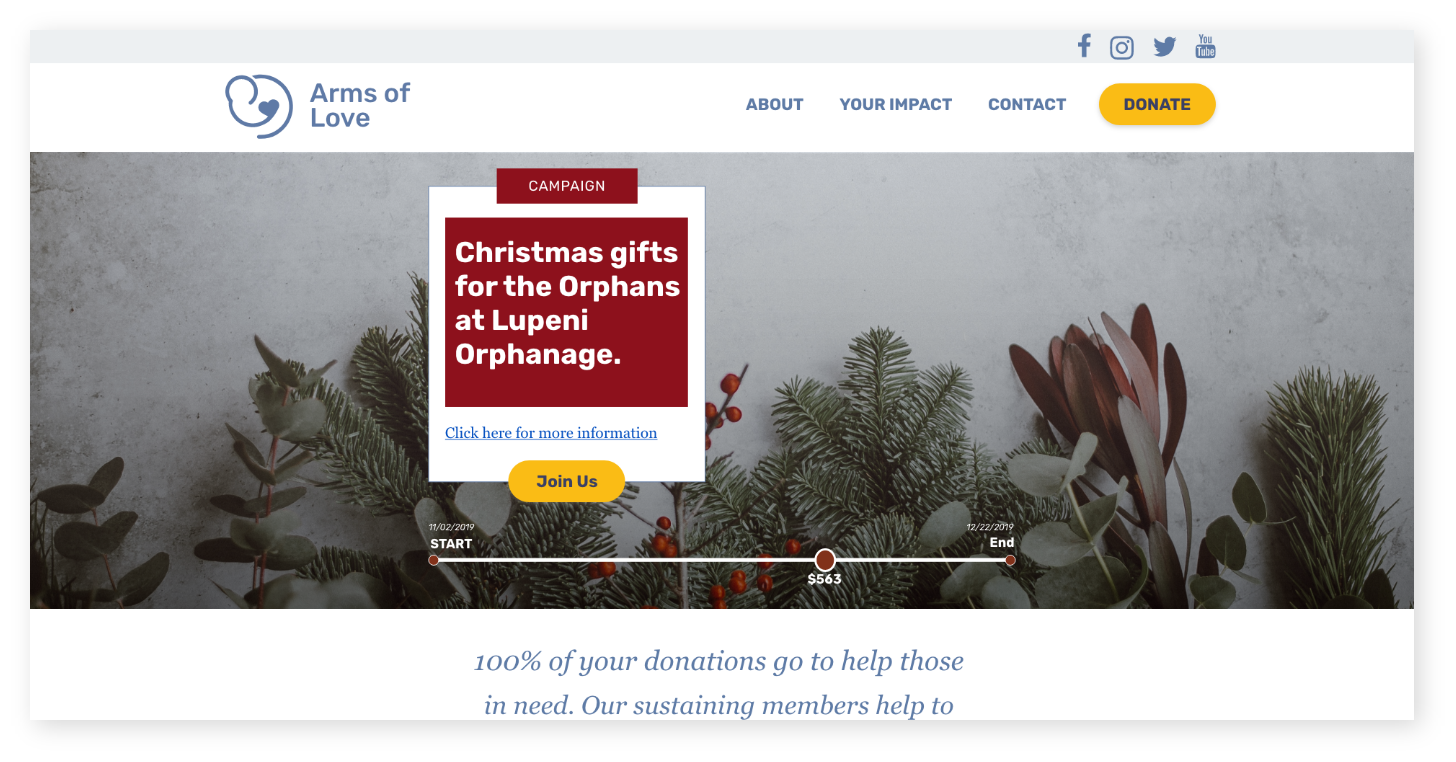 You
Tube
Arms of
Love
ABOUT YOUR IMPACT CONTACT DONATE
CAMPAIGN
Christmas gifts
for the Orphans
at Lupeni
Orphanage.
Click here for more information
Join Us
11/02/2019 12/22/2019
START End
$563
100% of your donations go to help those
in need. Our sustaining members help to